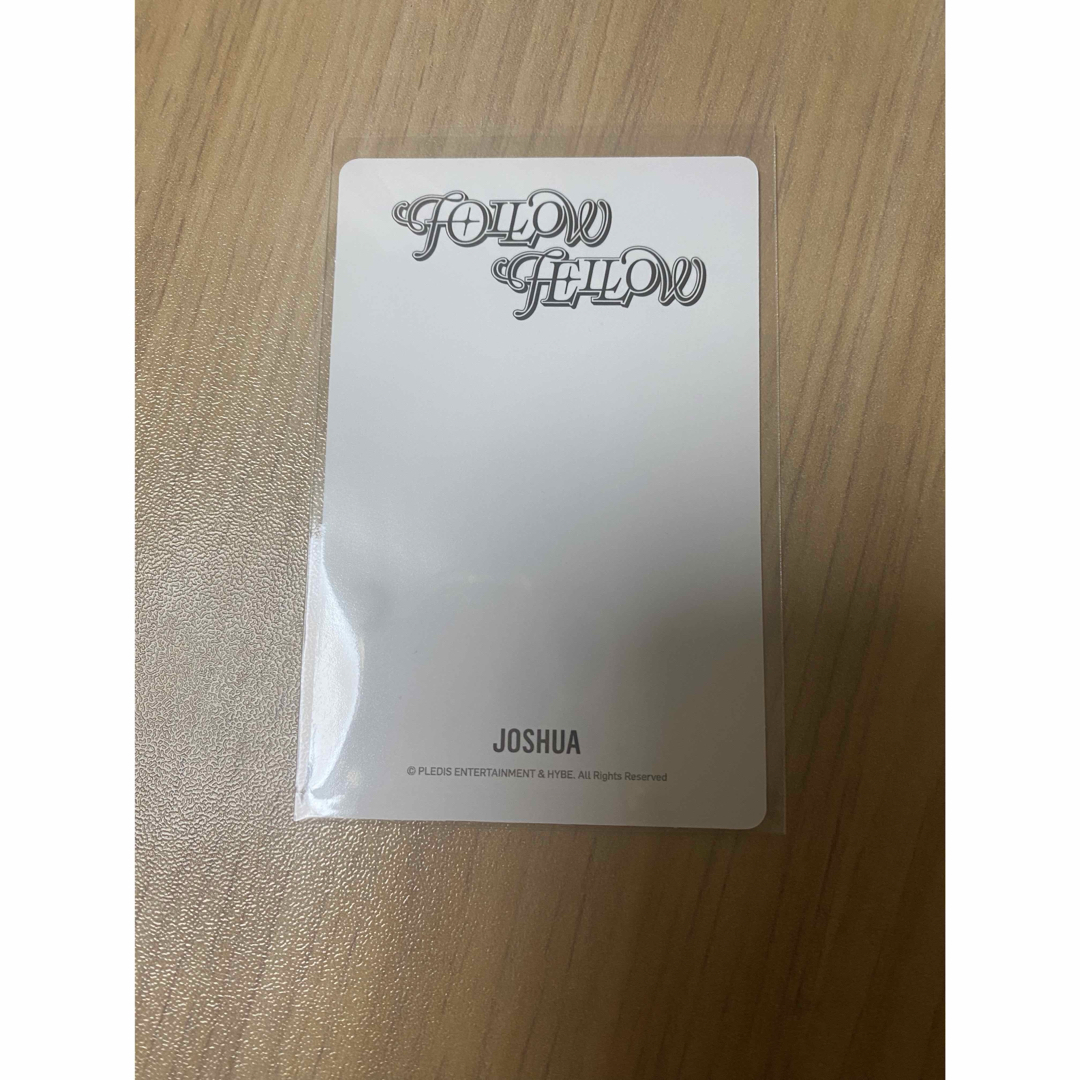 FOLLOW
FELLOW
JOSHUA
© PLEDIS ENTERTAINMENT & HYBE. All Rights Reserved